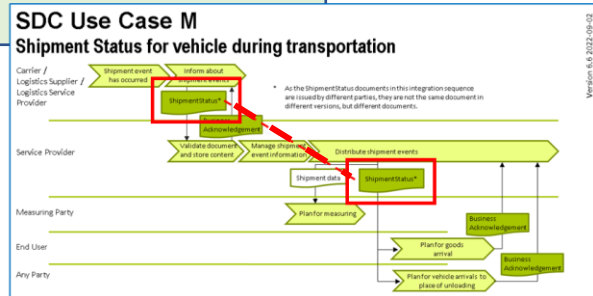 SDC Use Case M
Shipment Status for vehicle during transportation
Version 6.6 2022-09-02
Carrier /
Logistics Supplier /
Logistics Service
Provider
Shipment event
has occurred
Inform about
shipment events
ShipmentStatus*
* As the ShipmentStatus documents in this integration sequence
are issued by different parties, they are not the same document in
different versions, but different documents.
Business
Acknowledgement
Service Provider
Validate document
and store content
Manage shipment
event information
Distribute shipment events
Shipment data
ShipmentStatus*
Measuring Party
Plan for measuring
Business
Acknowledgement
End User
Plan for goods
arrival
Business
Acknowledgement
Any Party
Plan for vehicle arrivals to
place of unloading